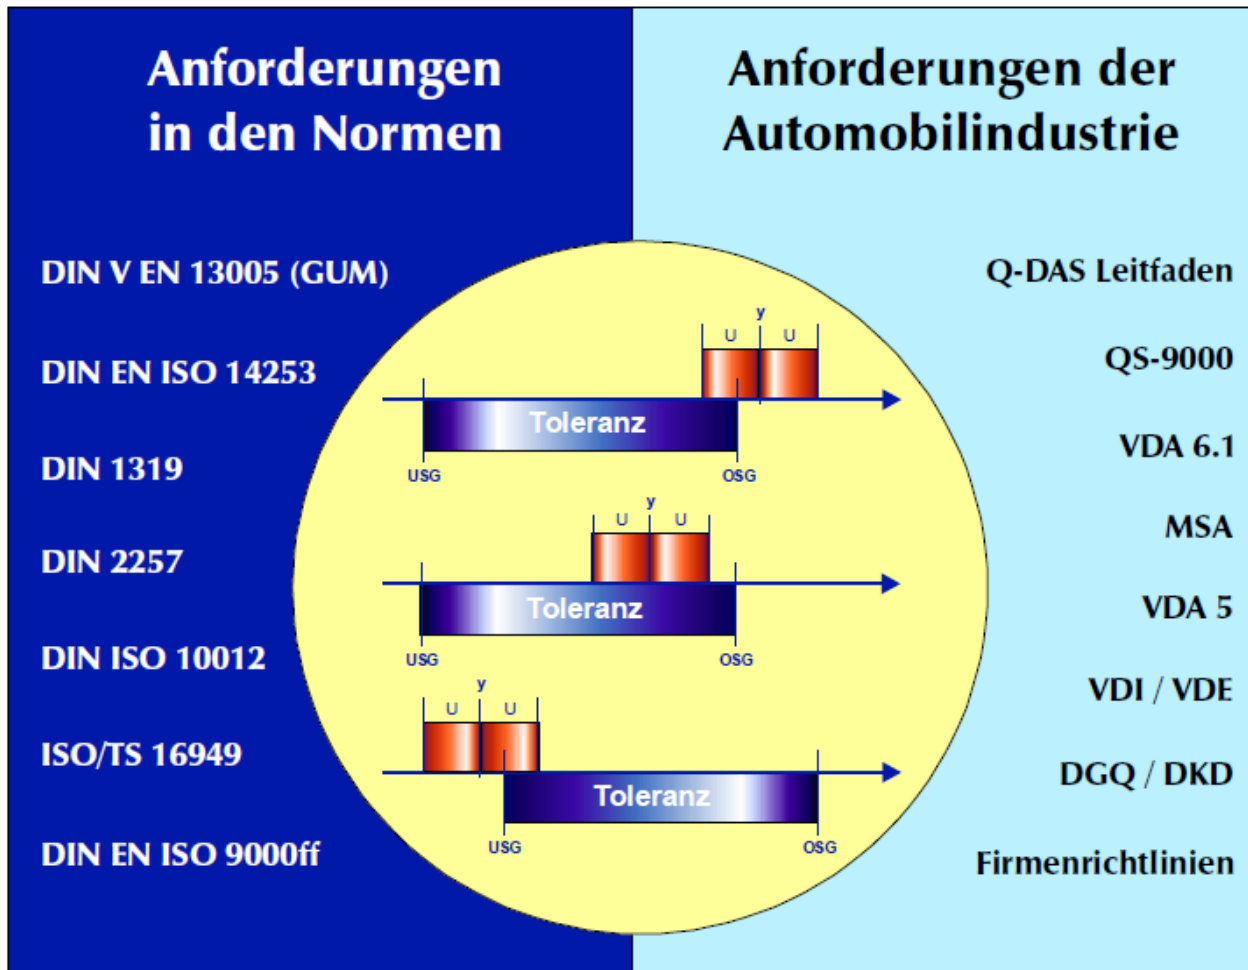 Anforderungen
in den Normen
Anforderungen der
Automobilindustrie
DIN V EN 13005 (GUM)
DIN EN ISO 14253
DIN 1319
DIN 2257
DIN ISO 10012
ISO/TS 16949
DIN EN ISO 9000ff
y
U U
Toleranz
USG OSG
y
U U
Toleranz
USG OSG
y
U U
Toleranz
USG OSG
Q-DAS Leitfaden
QS-9000
VDA 6.1
MSA
VDA 5
VDI / VDE
DGQ / DKD
Firmenrichtlinien